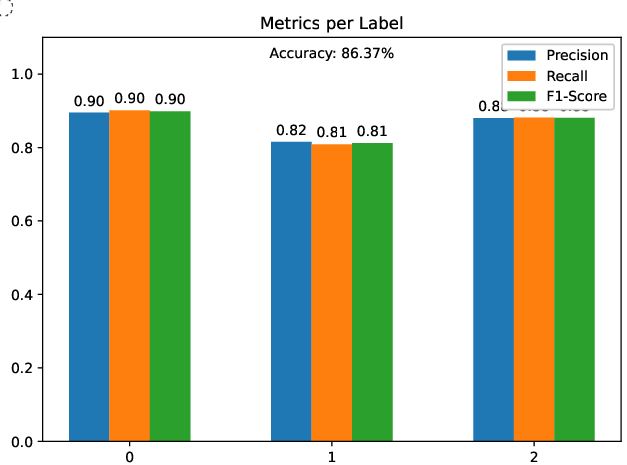 Metrics per Label
Accuracy: 86.37%
Precision
Recall
F1-Score
1.0
0.8
0.6
0.4
0.2
0.0
0.90 0.90 0.90
0.82 0.81 0.81
0 1 2